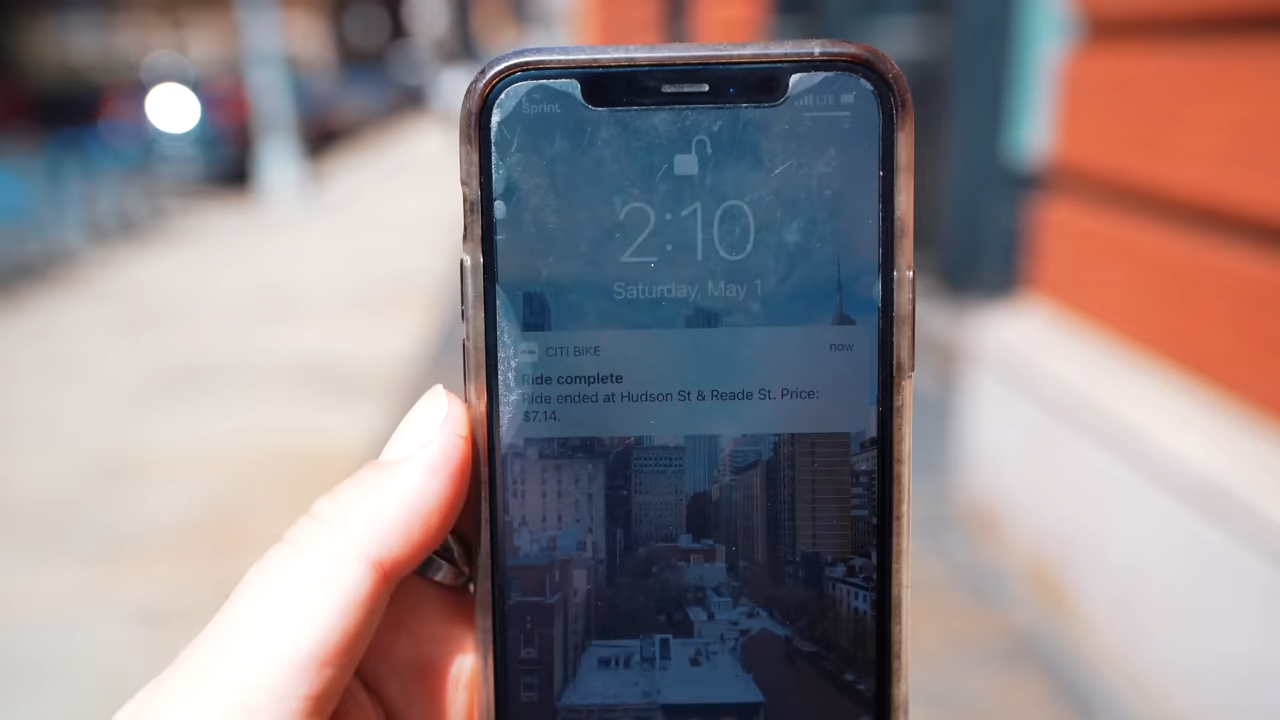 Sprint
LTE
2:10
Saturday, May 1
CITI BIKE now
Ride complete
Ride ended at Hudson St & Reade St. Price:
$7.14.